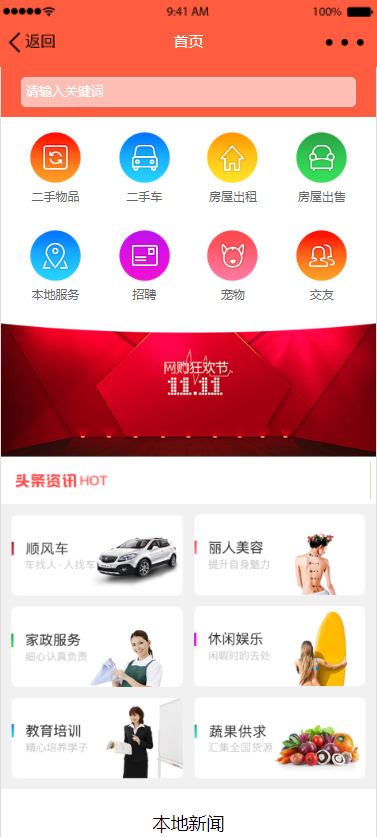 9:41 AM 100%
返回 首页
请输入关键词
二手物品 二手车 房屋出租 房屋出售
本地服务 招聘 宠物 交友
网购狂欢节
11.11
头条资讯 HOT
顺风车
车找人·人找车
丽人美容
提升自身魅力
家政服务
细心认真负责
休闲娱乐
闲暇时的去处
教育培训
精心培养学子
蔬果供求
汇集全国货源
本地新闻